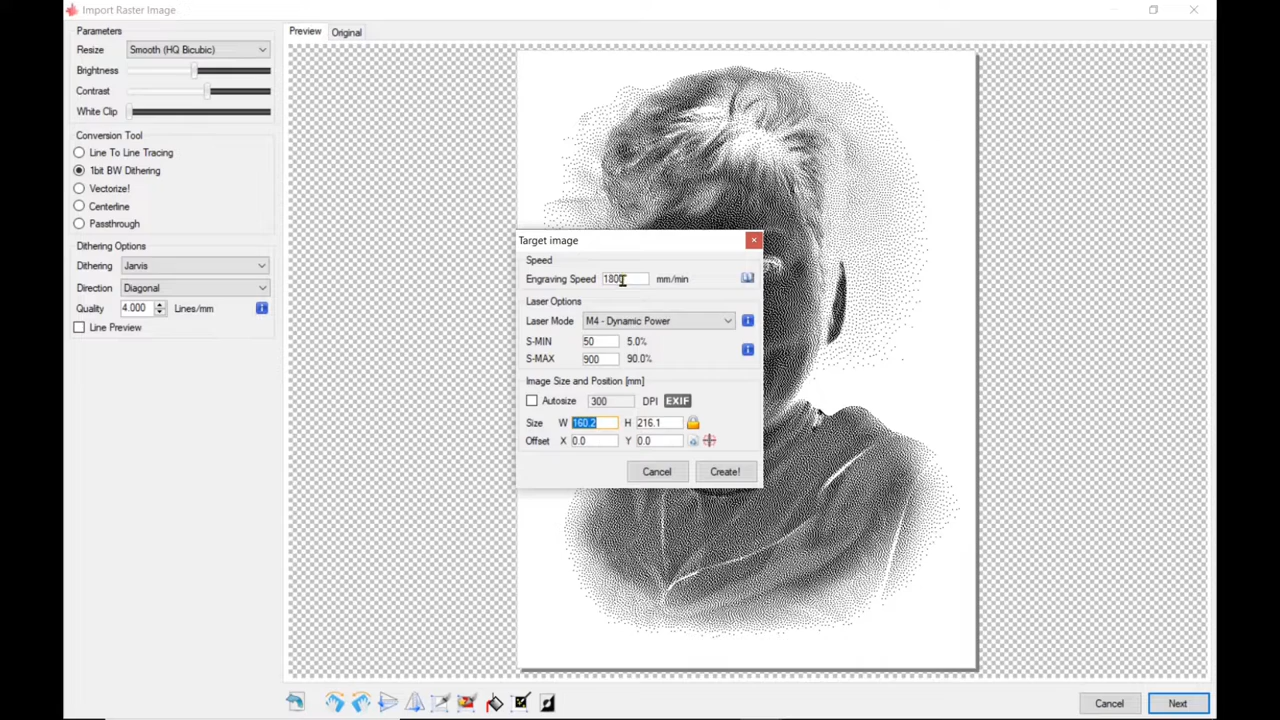 Import Raster Image
Parameters
Resize Smooth (HQ Bicubic)
Brightness
Contrast
White Clip
Conversion Tool
Line To Line Tracing
1bit BW Dithering
Vectorize!
Centerline
Passthrough
Dithering Options
Dithering Jarvis
Direction Diagonal
Quality 4.000 Lines/mm
Line Preview
Preview Original
Target image
Speed
Engraving Speed 1800 mm/min
Laser Options
Laser Mode M4 - Dynamic Power
S-MIN 50 5.0%
S-MAX 900 90.0%
Image Size and Position [mm]
Autosize 300 DPI EXIF
Size W 160.2 H 216.1
Offset X 0.0 Y 0.0
Cancel Create!
Cancel Next